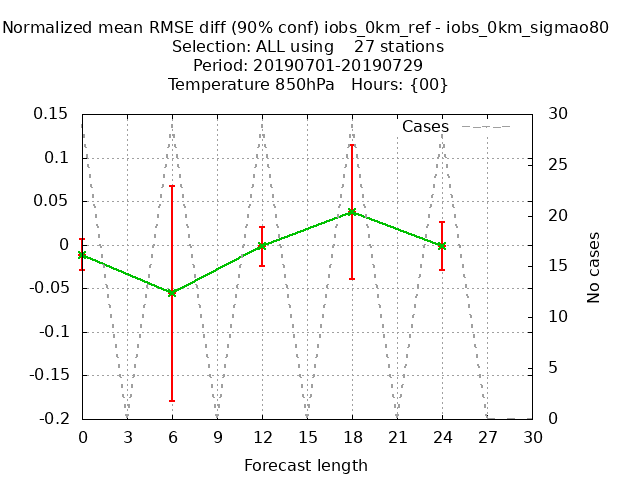 Normalized mean RMSE diff (90% conf) iobs_0km_ref - iobs_0km_sigmao80
Selection: ALL using    27 stations
Period: 20190701-20190729
Temperature 850hPa   Hours: {00}
Cases
0.15
0.1
0.05
0
-0.05
-0.1
-0.15
-0.2
30
25
20
15
10
5
0
No cases
0 3 6 9 12 15 18 21 24 27 30
Forecast length